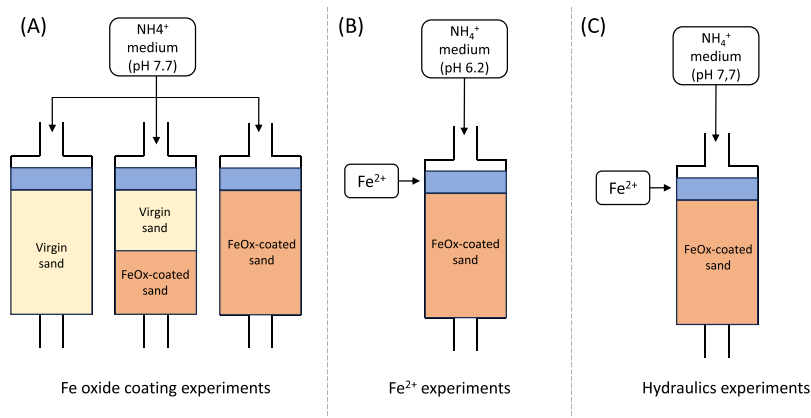 (A)
NH4⁺
medium
(pH 7.7)
Virgin
sand
Virgin
sand
FeOx-coated
sand
FeOx-coated
sand
Fe oxide coating experiments
(B)
NH₄⁺
medium
(pH 6.2)
Fe²⁺
FeOx-coated
sand
Fe²⁺ experiments
(C)
NH₄⁺
medium
(pH 7,7)
Fe²⁺
FeOx-coated
sand
Hydraulics experiments